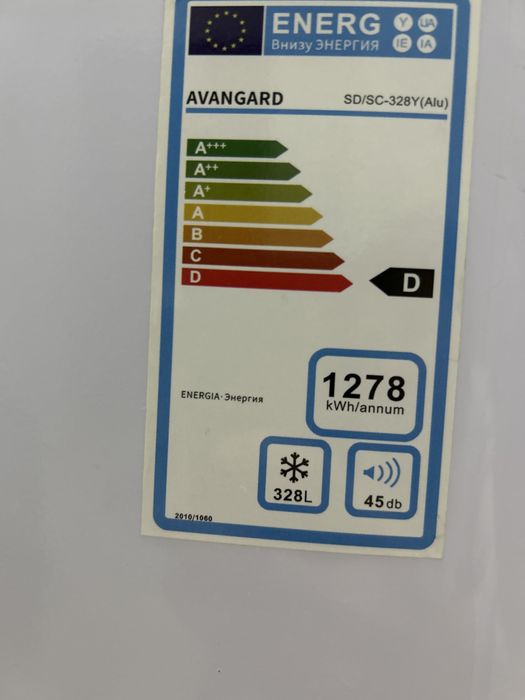 ENERG Y UA
Внизу ЭНЕРГИЯ IE IA
AVANGARD SD/SC-328Y(Alu)
A+++
A++
A+
A
B
C
D D
1278
kWh/annum
ENERGIA·Энергия
328L 45db
2010/1060